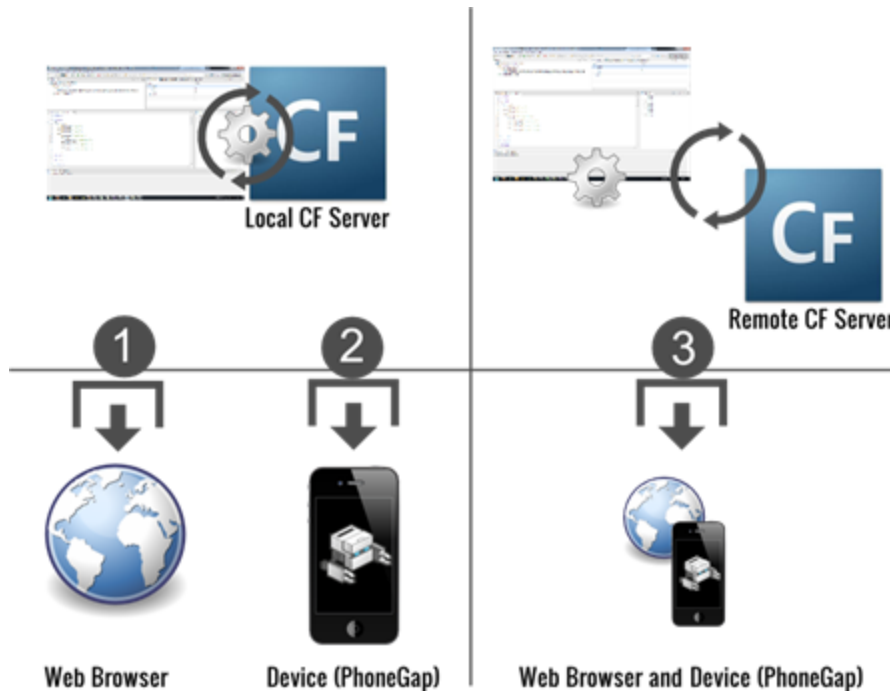 CF
Local CF Server
CF
Remote CF Server
1
2
3
Web Browser
Device (PhoneGap)
Web Browser and Device (PhoneGap)